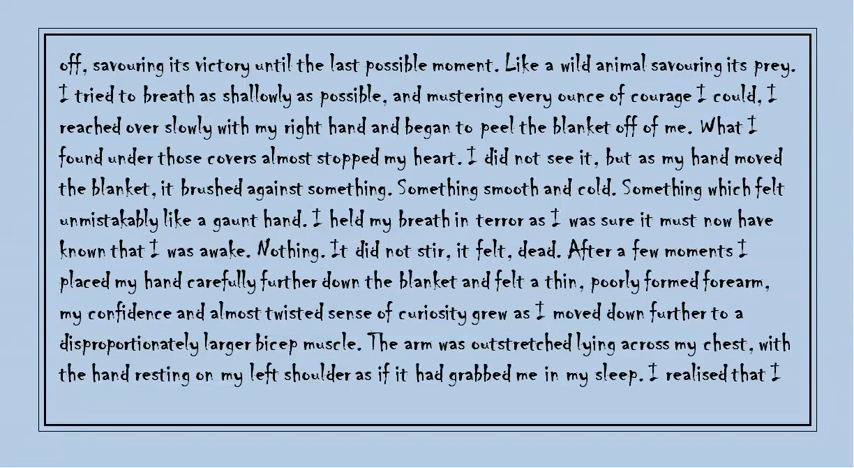 off, savouring its victory until the last possible moment. Like a wild animal savouring its prey.
I tried to breath as shallowly as possible, and mustering every ounce of courage I could, I
reached over slowly with my right hand and began to peel the blanket off of me. What I
found under those covers almost stopped my heart. I did not see it, but as my hand moved
the blanket, it brushed against something. Something smooth and cold. Something which felt
unmistakably like a gaunt hand. I held my breath in terror as I was sure it must now have
known that I was awake. Nothing. It did not stir, it felt, dead. After a few moments I
placed my hand carefully further down the blanket and felt a thin, poorly formed forearm,
my confidence and almost twisted sense of curiosity grew as I moved down further to a
disproportionately larger bicep muscle. The arm was outstretched lying across my chest, with
the hand resting on my left shoulder as if it had grabbed me in my sleep. I realised that I